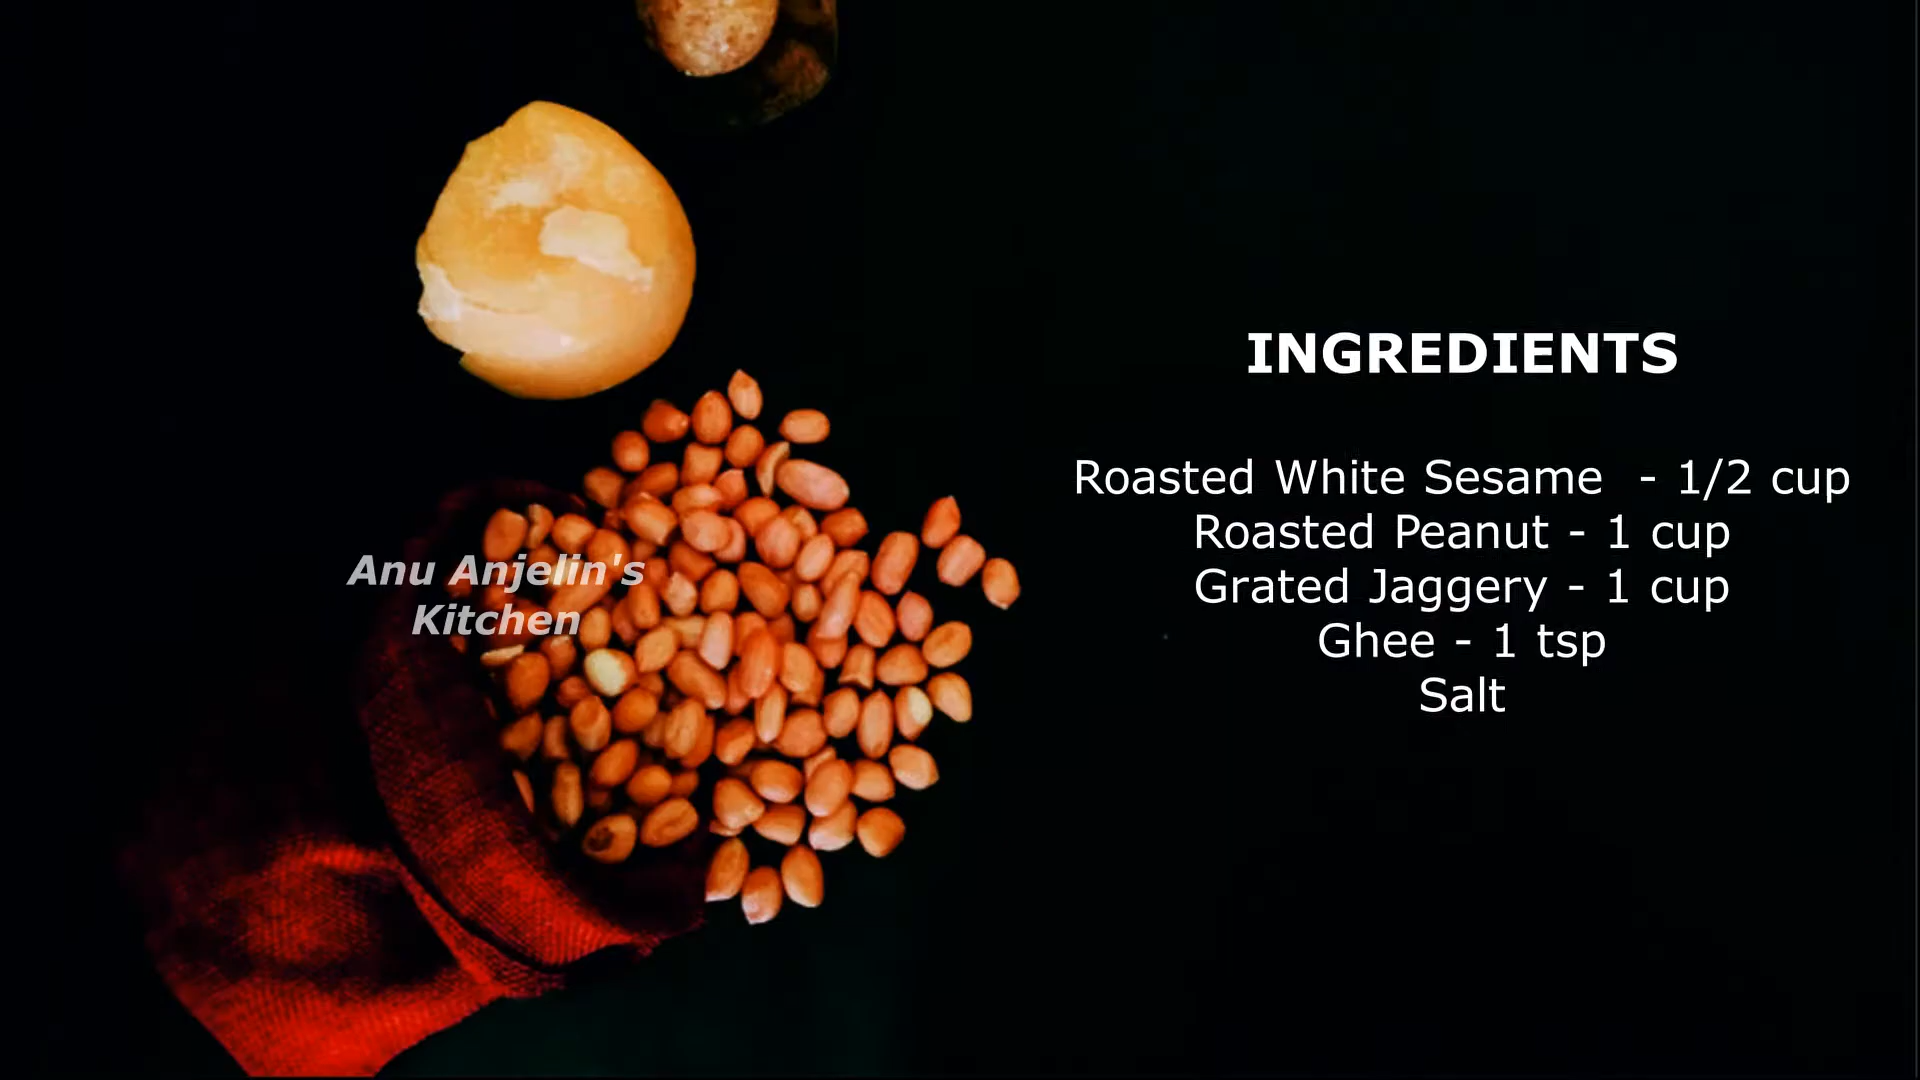 INGREDIENTS
Roasted White Sesame - 1/2 cup
Roasted Peanut - 1 cup
Grated Jaggery - 1 cup
Ghee - 1 tsp
Salt
Anu Anjelin's
Kitchen